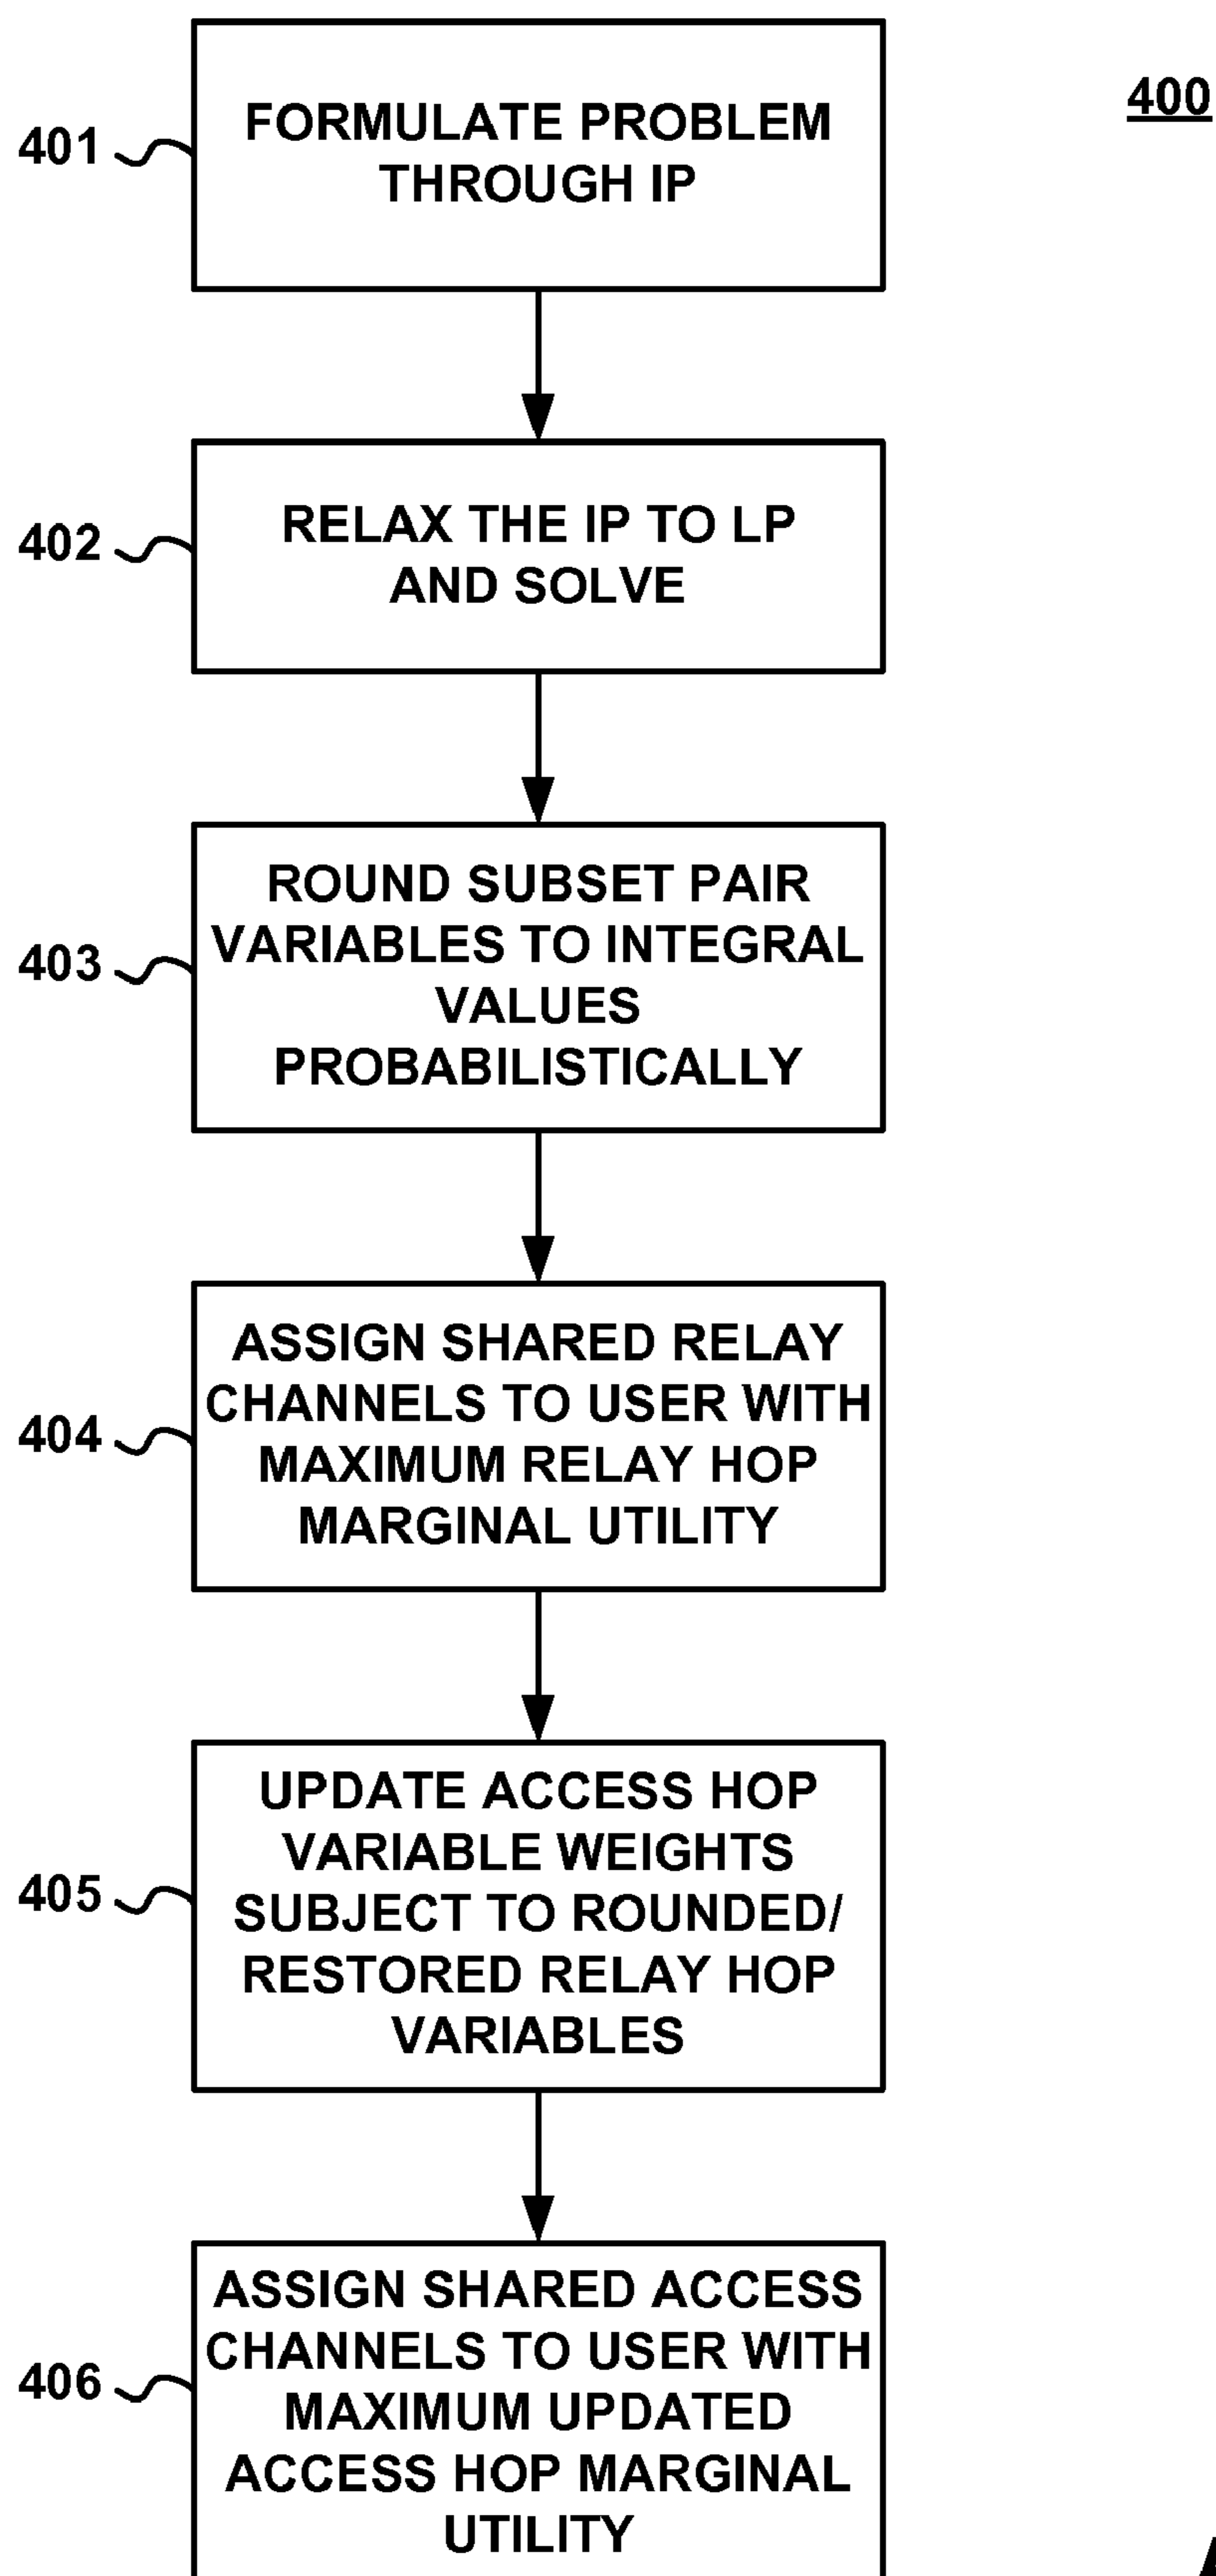 400
401
FORMULATE PROBLEM
THROUGH IP
402
RELAX THE IP TO LP
AND SOLVE
403
ROUND SUBSET PAIR
VARIABLES TO INTEGRAL
VALUES
PROBABILISTICALLY
404
ASSIGN SHARED RELAY
CHANNELS TO USER WITH
MAXIMUM RELAY HOP
MARGINAL UTILITY
405
UPDATE ACCESS HOP
VARIABLE WEIGHTS
SUBJECT TO ROUNDED/
RESTORED RELAY HOP
VARIABLES
406
ASSIGN SHARED ACCESS
CHANNELS TO USER WITH
MAXIMUM UPDATED
ACCESS HOP MARGINAL
UTILITY